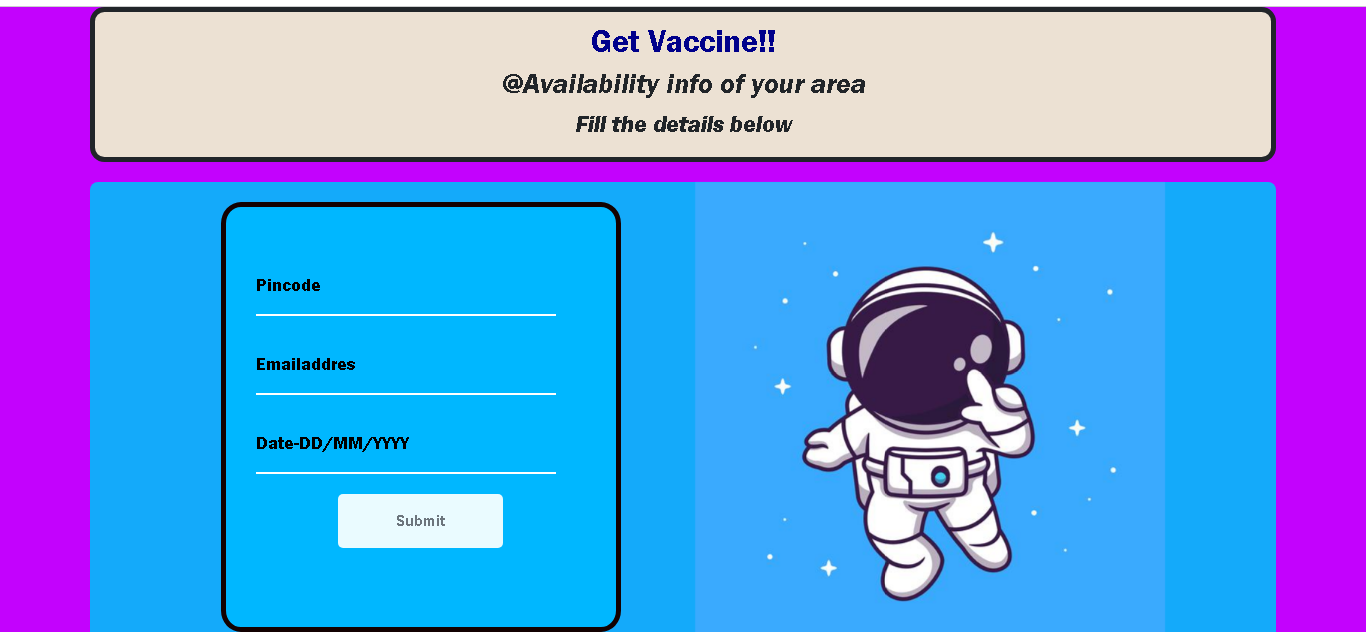 Get Vaccine!!
@Availability info of your area
Fill the details below
Pincode
Emailaddres
Date-DD/MM/YYYY
Submit